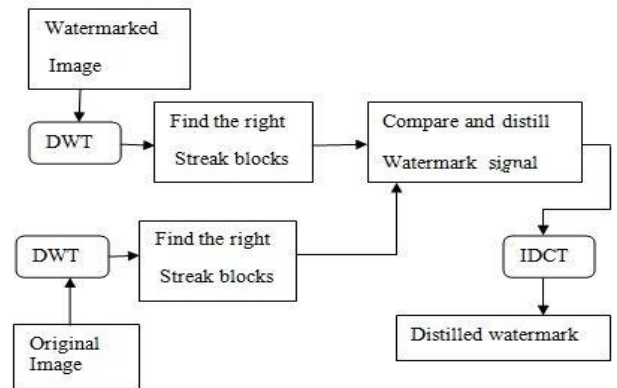 Watermarked
Image
DWT
Find the right
Streak blocks
Compare and distill
Watermark signal
DWT
Find the right
Streak blocks
IDCT
Original
Image
Distilled watermark